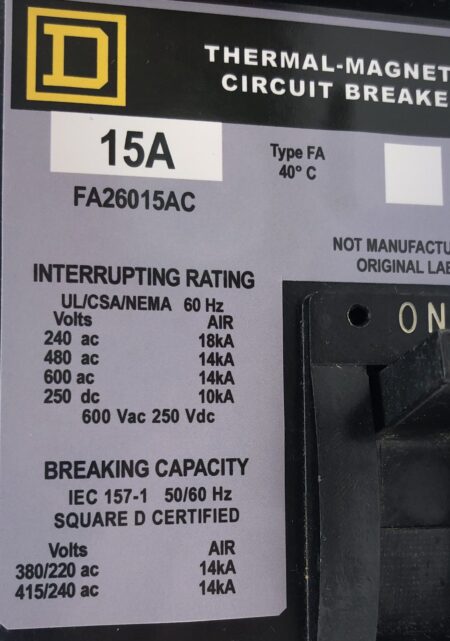 D
THERMAL-MAGNET
CIRCUIT BREAKE
15A
FA26015AC
Type FA
40° C
NOT MANUFACTU
ORIGINAL LAB
INTERRUPTING RATING
UL/CSA/NEMA 60 Hz
Volts AIR
240 ac 18kA
480 ac 14kA
600 ac 14kA
250 dc 10kA
600 Vac 250 Vdc
ON
BREAKING CAPACITY
IEC 157-1 50/60 Hz
SQUARE D CERTIFIED
Volts AIR
380/220 ac 14kA
415/240 ac 14kA